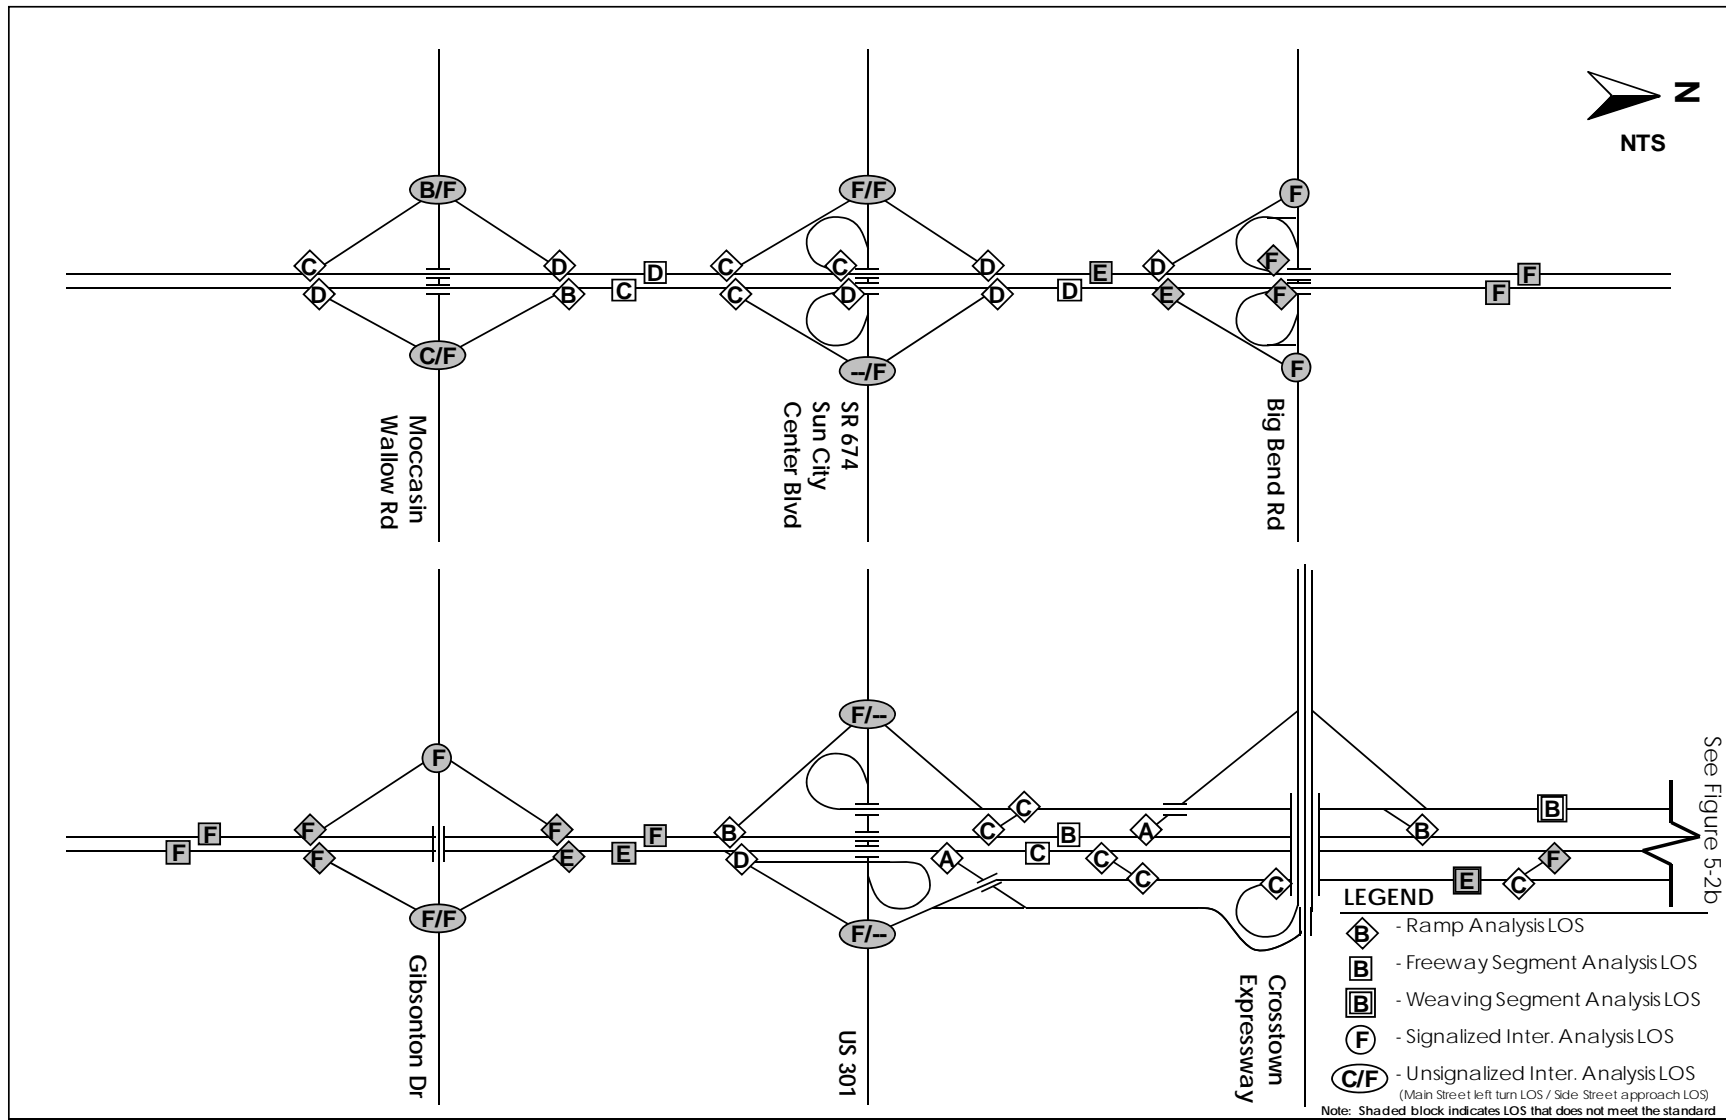 N
NTS
B/F
F/F
F
C
D
D
C
C
D
E
D
F
F
D
B
C
C
D
D
D
E
F
F
C/F
--/F
F
Moccasin
Wallow Rd
SR 674
Sun City
Center Blvd
Big Bend Rd
F/--
F
C
F
F
F
F
B
C
B
A
B
B
F
F
E
E
D
A
C
C
C
C
E
C
F
F/F
F/--
Gibsonton Dr
US 301
Crosstown
Expressway
See Figure 5-2b
LEGEND
B - Ramp Analysis LOS
B - Freeway Segment Analysis LOS
B - Weaving Segment Analysis LOS
F - Signalized Inter. Analysis LOS
C/F - Unsignalized Inter. Analysis LOS
(Main Street left turn LOS / Side Street approach LOS)
Note: Shaded block indicates LOS that does not meet the standard